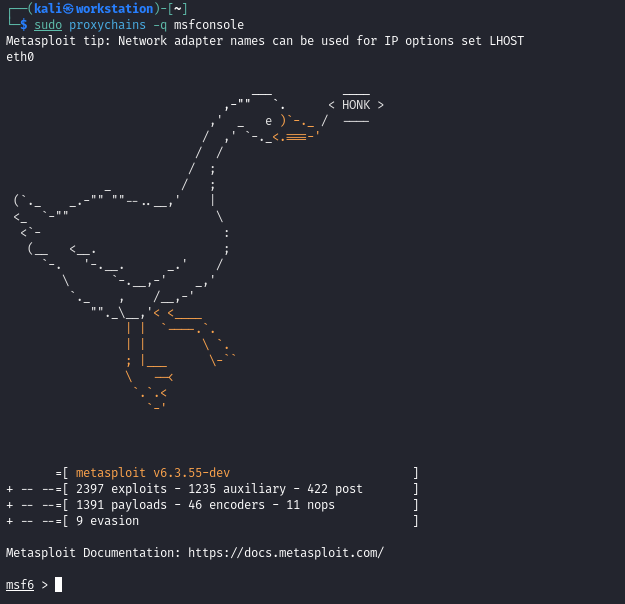 ┌──(kali㉿workstation)-[~]
└─$ sudo proxychains -q msfconsole
Metasploit tip: Network adapter names can be used for IP options set LHOST
eth0
< HONK >
=[ metasploit v6.3.55-dev ]
+ -- --=[ 2397 exploits - 1235 auxiliary - 422 post ]
+ -- --=[ 1391 payloads - 46 encoders - 11 nops ]
+ -- --=[ 9 evasion ]
Metasploit Documentation: https://docs.metasploit.com/
msf6 >